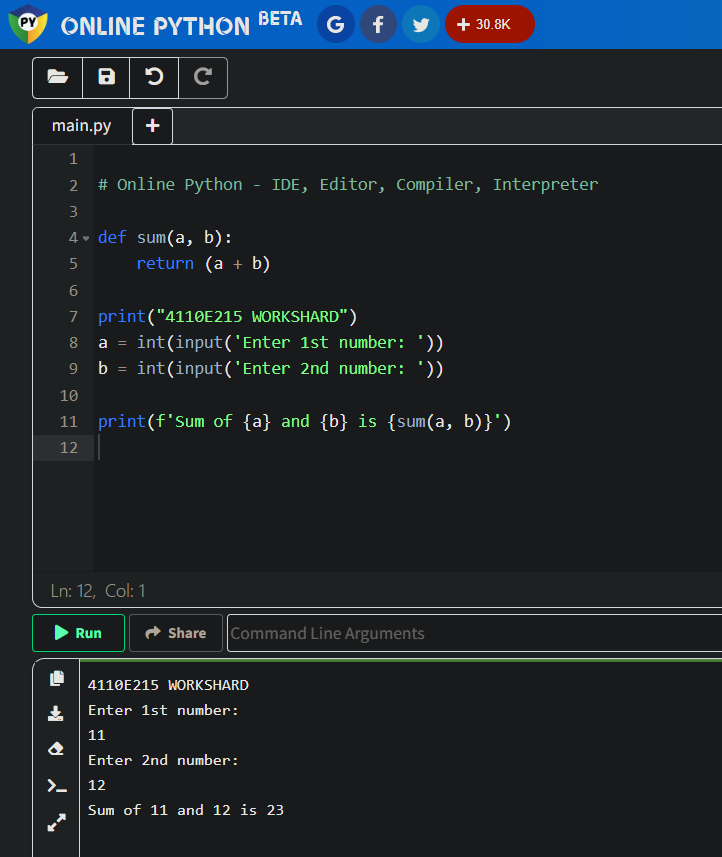 PY ONLINE PYTHON BETA G f + 30.8K
main.py +
1
2 # Online Python - IDE, Editor, Compiler, Interpreter
3
4 def sum(a, b):
5     return (a + b)
6
7 print("4110E215 WORKSHARD")
8 a = int(input('Enter 1st number: '))
9 b = int(input('Enter 2nd number: '))
10
11 print(f'Sum of {a} and {b} is {sum(a, b)}')
12
Ln: 12, Col: 1
Run Share Command Line Arguments
4110E215 WORKSHARD
Enter 1st number:
11
Enter 2nd number:
12
Sum of 11 and 12 is 23